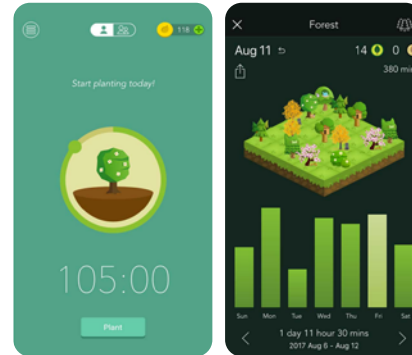 118
Start planting today!
105:00
Plant
Forest
Aug 11
14 0
380 min
Sun Mon Tue Wed Thu Fri Sat
1 day 11 hour 30 mins
2017 Aug 6 - Aug 12